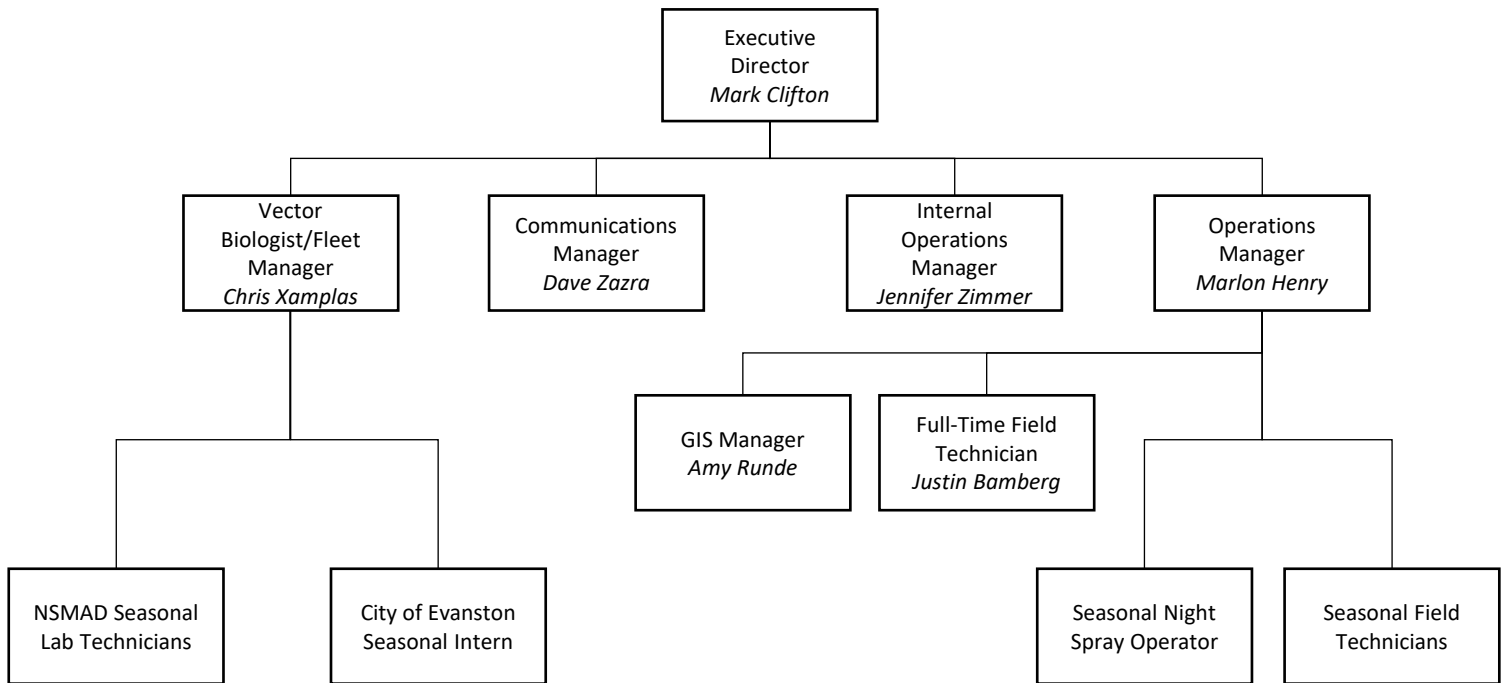 Executive
Director
Mark Clifton
Vector
Biologist/Fleet
Manager
Chris Xamplas
Communications
Manager
Dave Zazra
Internal
Operations
Manager
Jennifer Zimmer
Operations
Manager
Marlon Henry
GIS Manager
Amy Runde
Full-Time Field
Technician
Justin Bamberg
NSMAD Seasonal
Lab Technicians
City of Evanston
Seasonal Intern
Seasonal Night
Spray Operator
Seasonal Field
Technicians